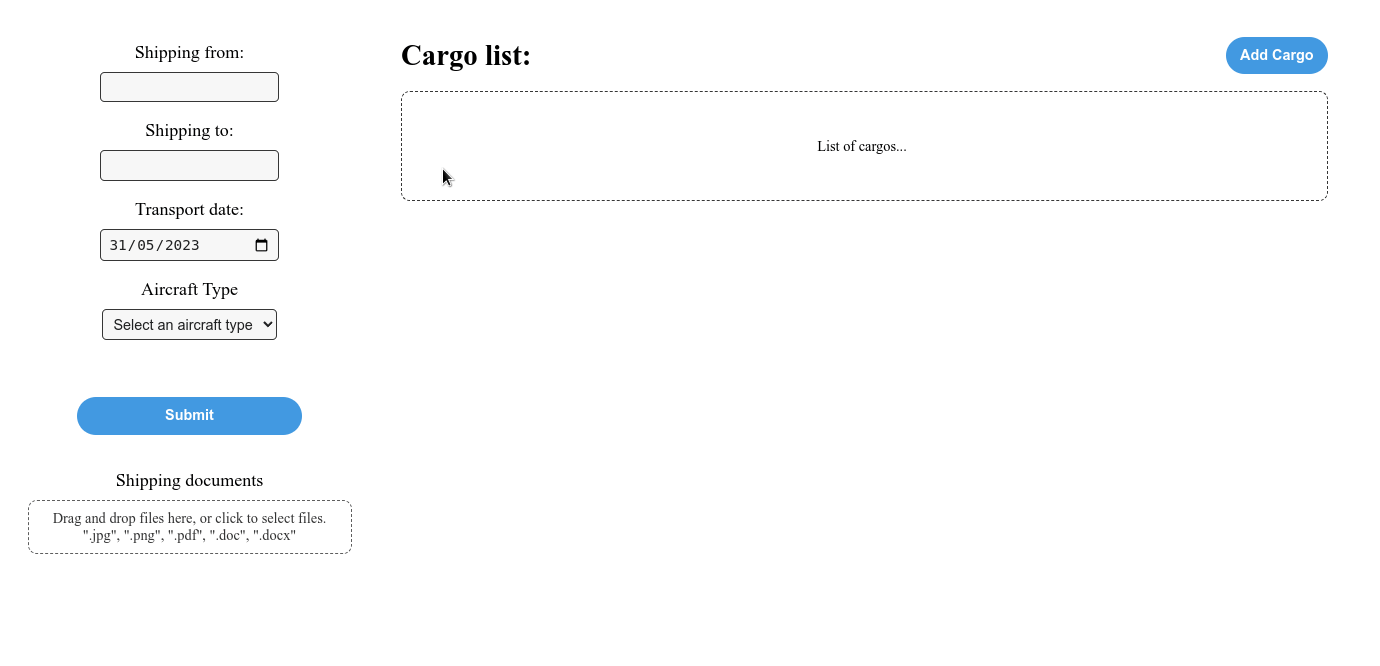 Shipping from:
Shipping to:
Transport date:
31/05/2023
Aircraft Type
Select an aircraft type
Submit
Shipping documents
Drag and drop files here, or click to select files.
".jpg", ".png", ".pdf", ".doc", ".docx"
Cargo list:
Add Cargo
List of cargos...